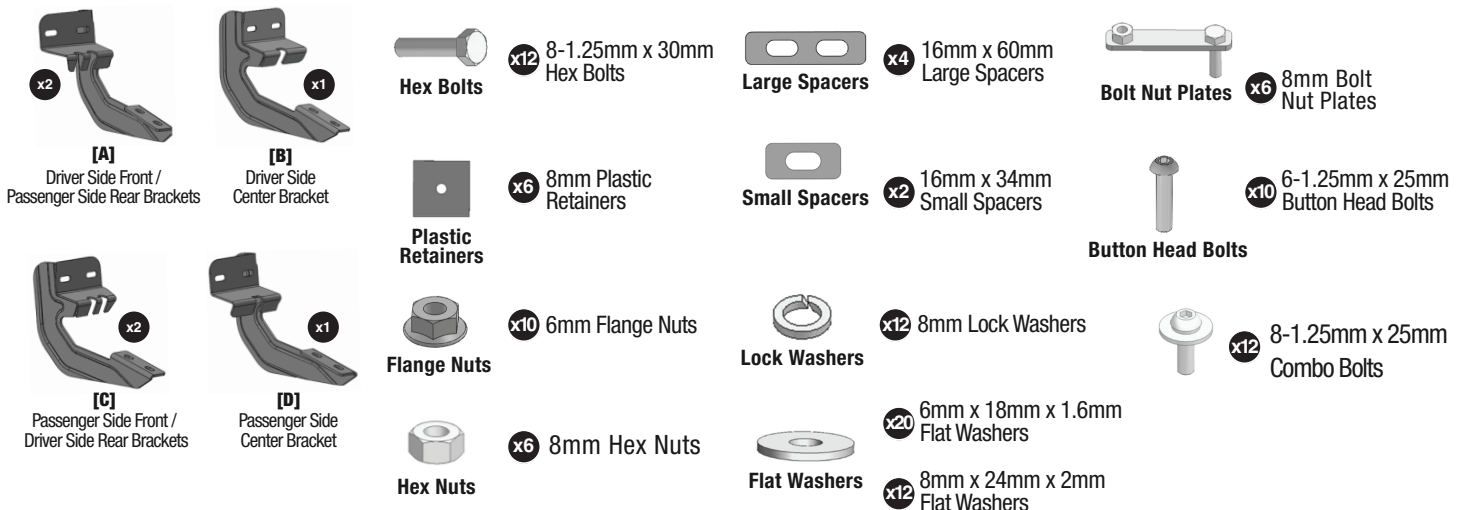 x2
[A]
Driver Side Front /
Passenger Side Rear Brackets
x1
[B]
Driver Side
Center Bracket
x2
[C]
Passenger Side Front /
Driver Side Rear Brackets
x1
[D]
Passenger Side
Center Bracket
Hex Bolts
x12 8-1.25mm x 30mm
Hex Bolts
Plastic
Retainers
x6 8mm Plastic
Retainers
Flange Nuts
x10 6mm Flange Nuts
Hex Nuts
x6 8mm Hex Nuts
Large Spacers
x4 16mm x 60mm
Large Spacers
Small Spacers
x2 16mm x 34mm
Small Spacers
Lock Washers
x12 8mm Lock Washers
Flat Washers
x20 6mm x 18mm x 1.6mm
Flat Washers
x12 8mm x 24mm x 2mm
Flat Washers
Bolt Nut Plates
x6 8mm Bolt
Nut Plates
Button Head Bolts
x10 6-1.25mm x 25mm
Button Head Bolts
x12 8-1.25mm x 25mm
Combo Bolts